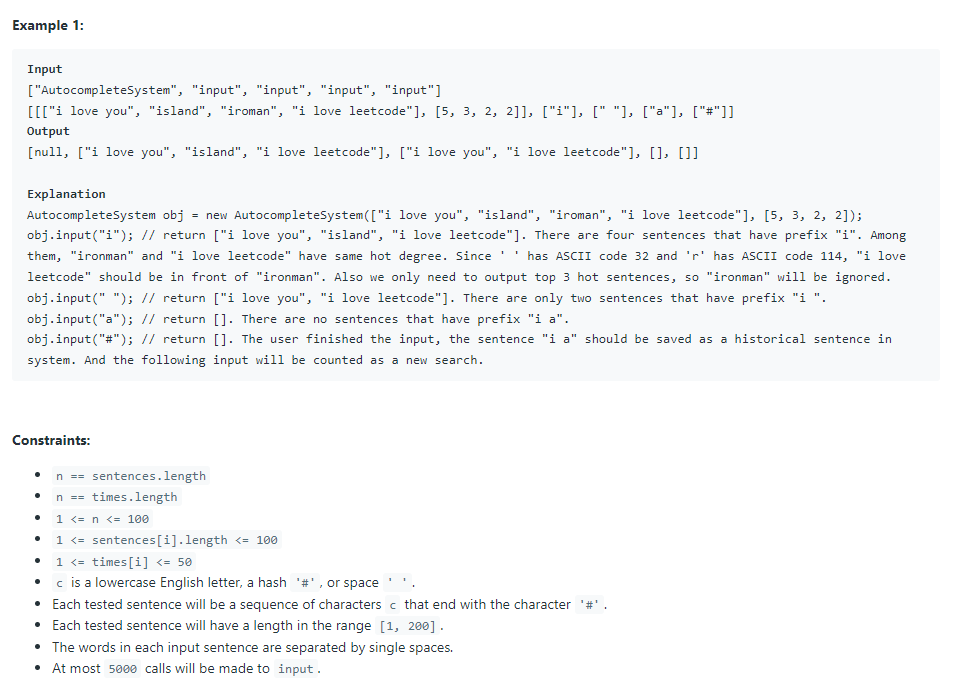 Example 1:
Input
["AutocompleteSystem", "input", "input", "input", "input"]
[[["i love you", "island", "iroman", "i love leetcode"], [5, 3, 2, 2]], ["i"], [" "], ["a"], ["#"]]
Output
[null, ["i love you", "island", "i love leetcode"], ["i love you", "i love leetcode"], [], []]
Explanation
AutocompleteSystem obj = new AutocompleteSystem(["i love you", "island", "iroman", "i love leetcode"], [5, 3, 2, 2]);
obj.input("i"); // return ["i love you", "island", "i love leetcode"]. There are four sentences that have prefix "i". Among
them, "ironman" and "i love leetcode" have same hot degree. Since ' ' has ASCII code 32 and 'r' has ASCII code 114, "i love
leetcode" should be in front of "ironman". Also we only need to output top 3 hot sentences, so "ironman" will be ignored.
obj.input(" "); // return ["i love you", "i love leetcode"]. There are only two sentences that have prefix "i ".
obj.input("a"); // return []. There are no sentences that have prefix "i a".
obj.input("#"); // return []. The user finished the input, the sentence "i a" should be saved as a historical sentence in
system. And the following input will be counted as a new search.
Constraints:
• n == sentences.length
• n == times.length
• 1 <= n <= 100
• 1 <= sentences[i].length <= 100
• 1 <= times[i] <= 50
• c is a lowercase English letter, a hash '#', or space ' '.
• Each tested sentence will be a sequence of characters c that end with the character '#'.
• Each tested sentence will have a length in the range [1, 200].
• The words in each input sentence are separated by single spaces.
• At most 5000 calls will be made to input.